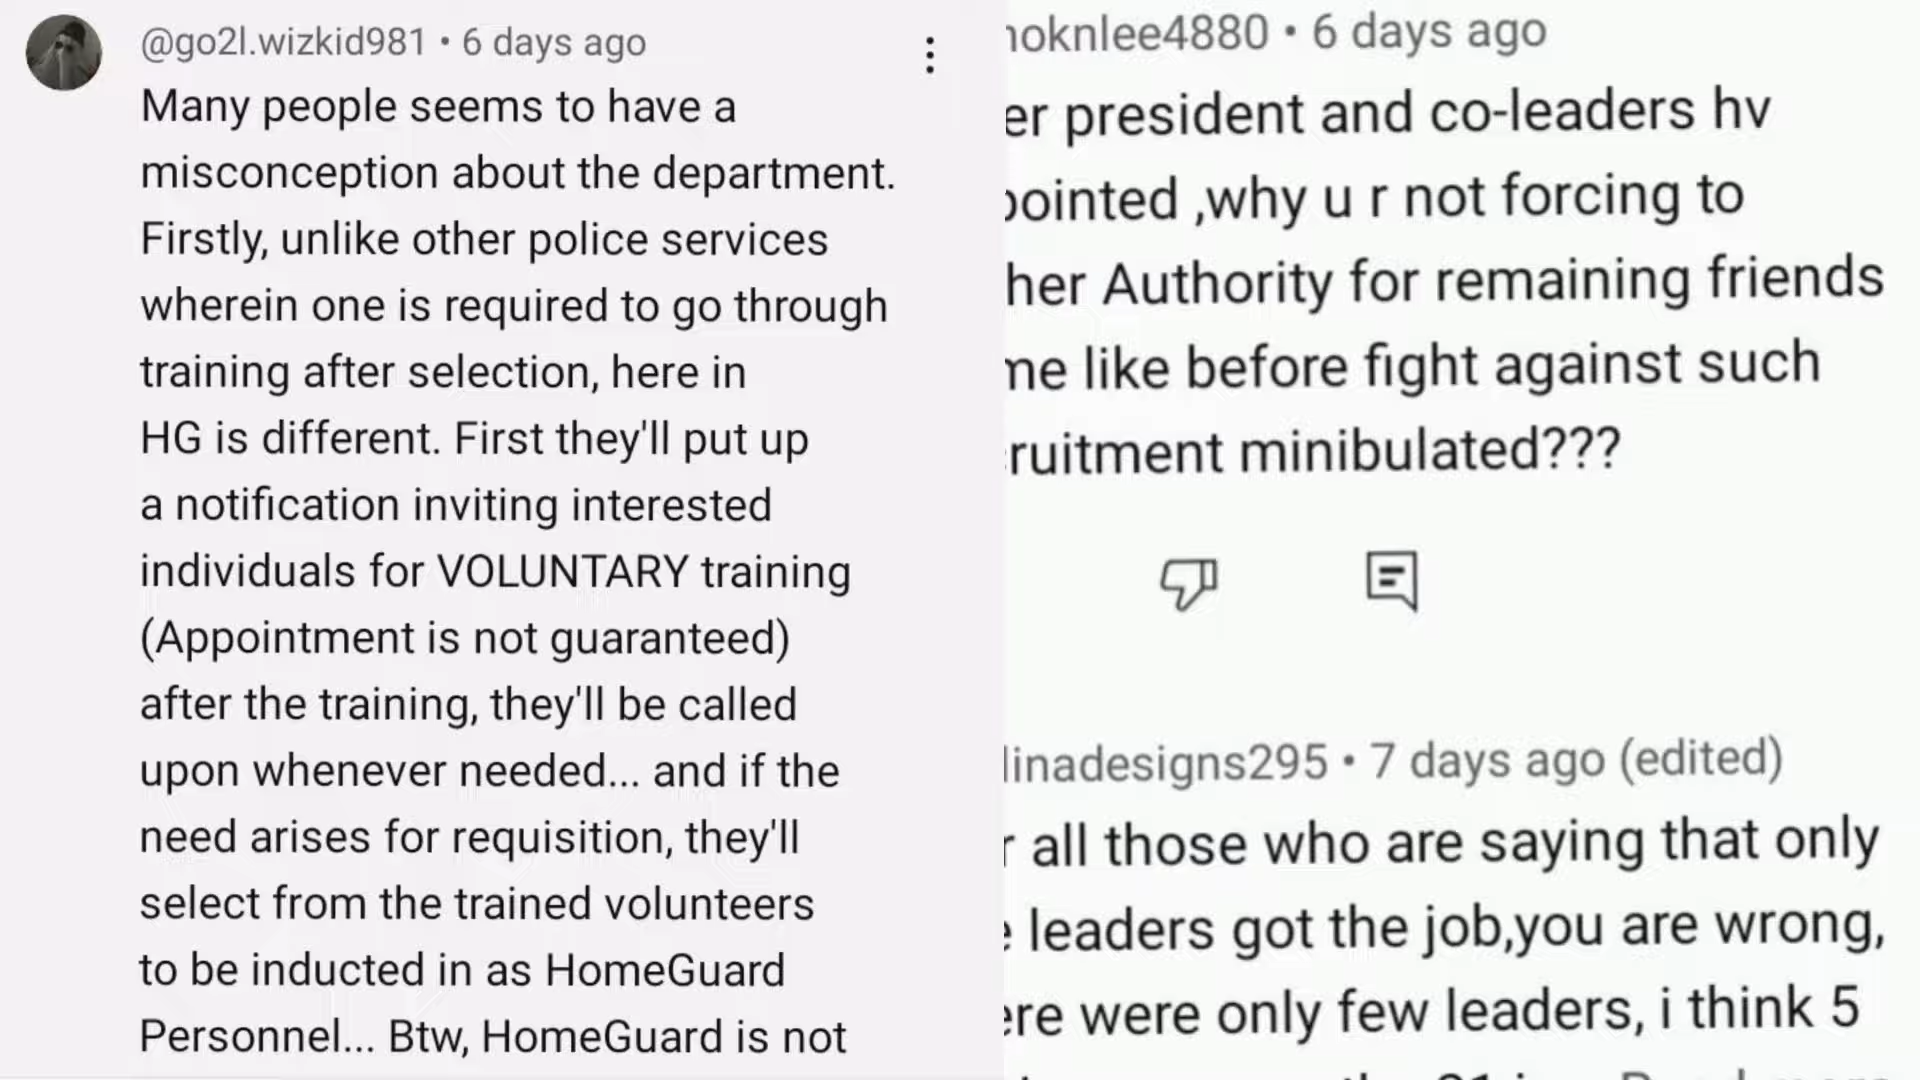 @go2l.wizkid981 • 6 days ago
Many people seems to have a
misconception about the department.
Firstly, unlike other police services
wherein one is required to go through
training after selection, here in
HG is different. First they'll put up
a notification inviting interested
individuals for VOLUNTARY training
(Appointment is not guaranteed)
after the training, they'll be called
upon whenever needed... and if the
need arises for requisition, they'll
select from the trained volunteers
to be inducted in as HomeGuard
Personnel... Btw, HomeGuard is not
noknlee4880 • 6 days ago
er president and co-leaders hv
pointed ,why u r not forcing to
her Authority for remaining friends
me like before fight against such
ruitment minibulated???
linadesigns295 • 7 days ago (edited)
r all those who are saying that only
e leaders got the job,you are wrong,
ere were only few leaders, i think 5